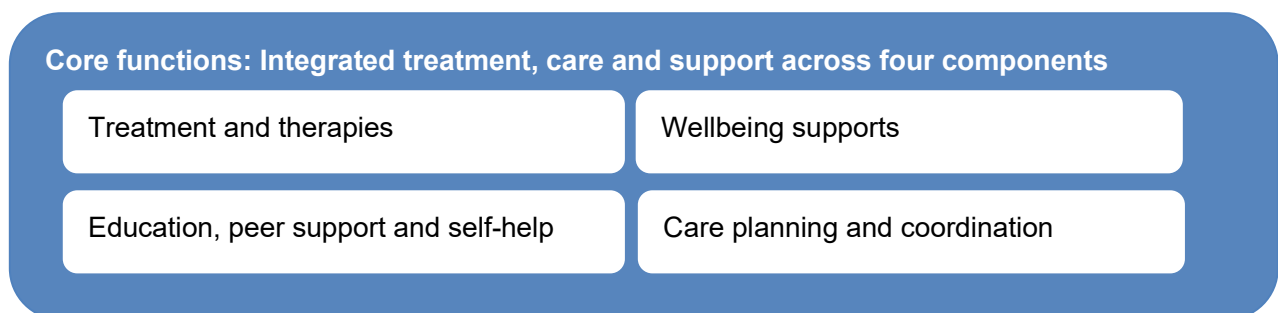 Core functions: Integrated treatment, care and support across four components
Treatment and therapies
Wellbeing supports
Education, peer support and self-help
Care planning and coordination